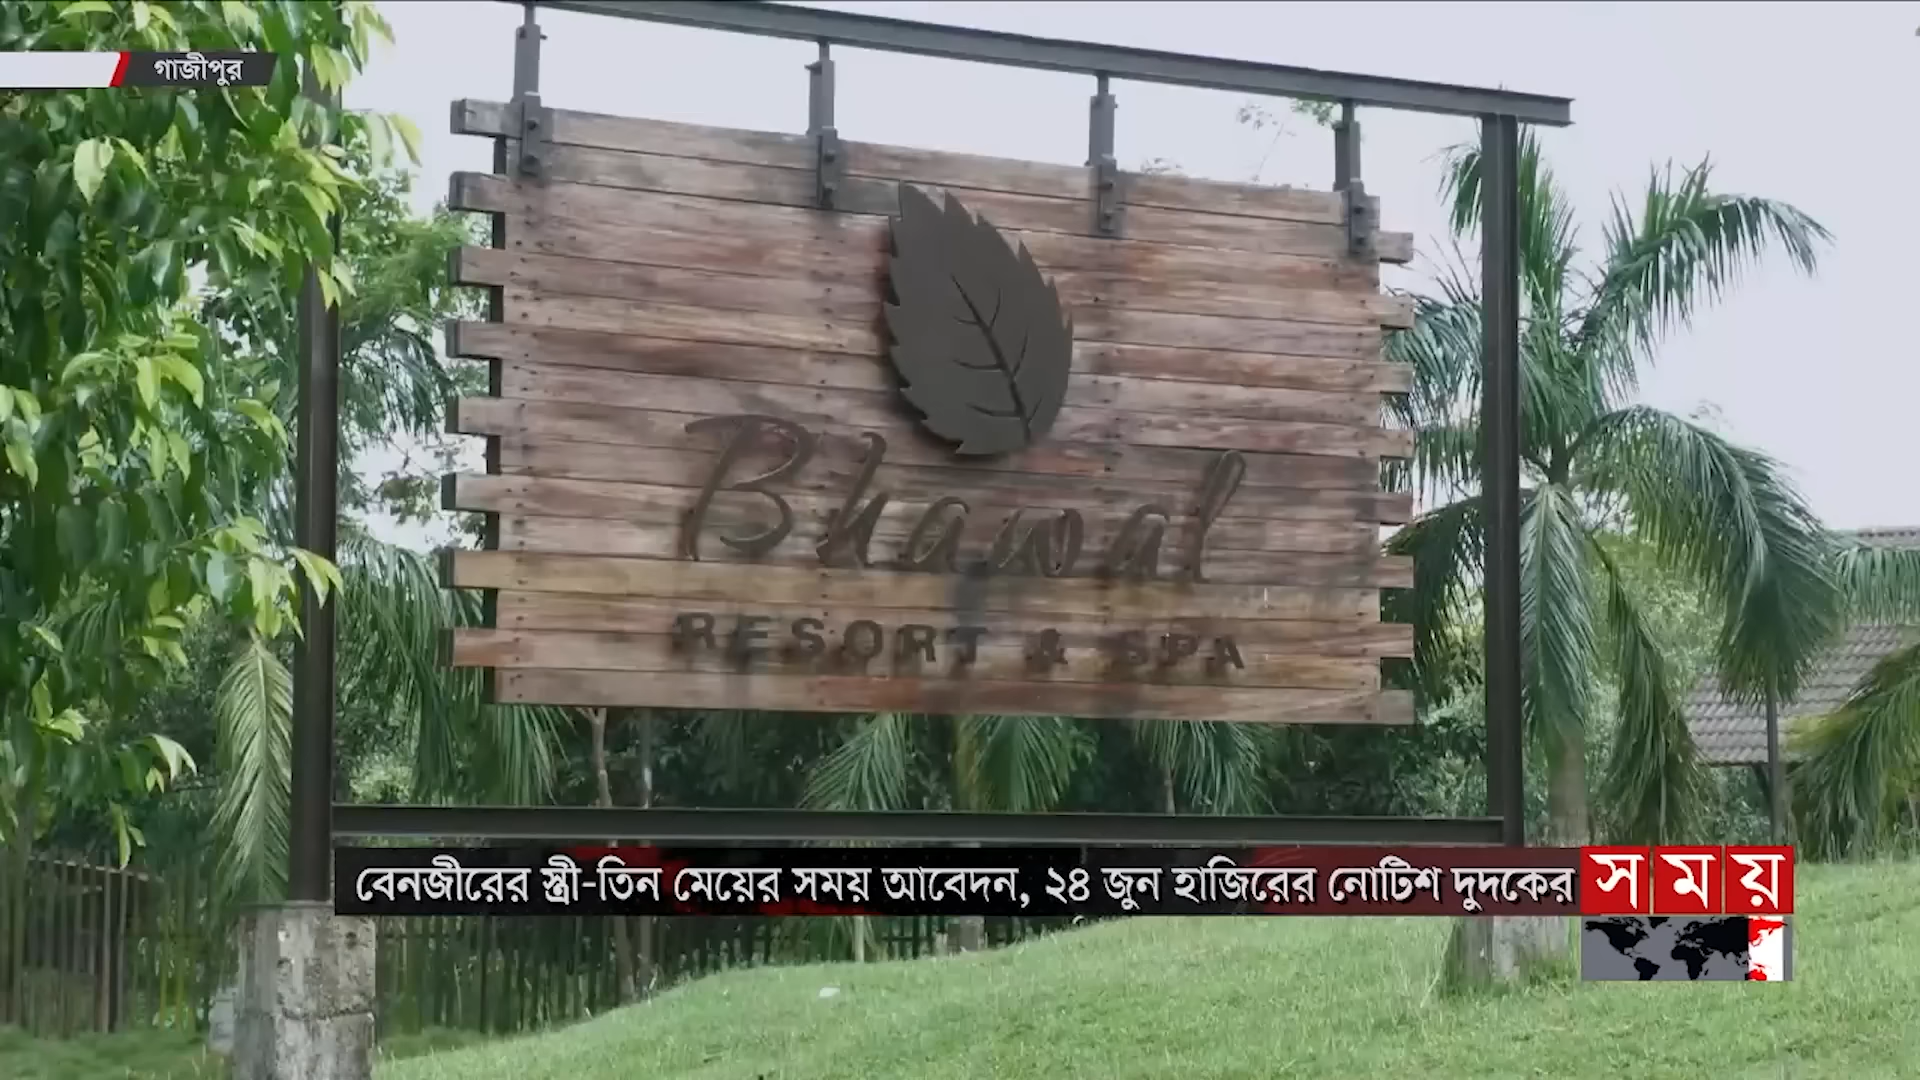 গাজীপুর
Bhawal
RESORT & SPA
বেনজীরের স্ত্রী-তিন মেয়ের সময় আবেদন, ২৪ জুন হাজিরের নোটিশ দুদকের
সময়